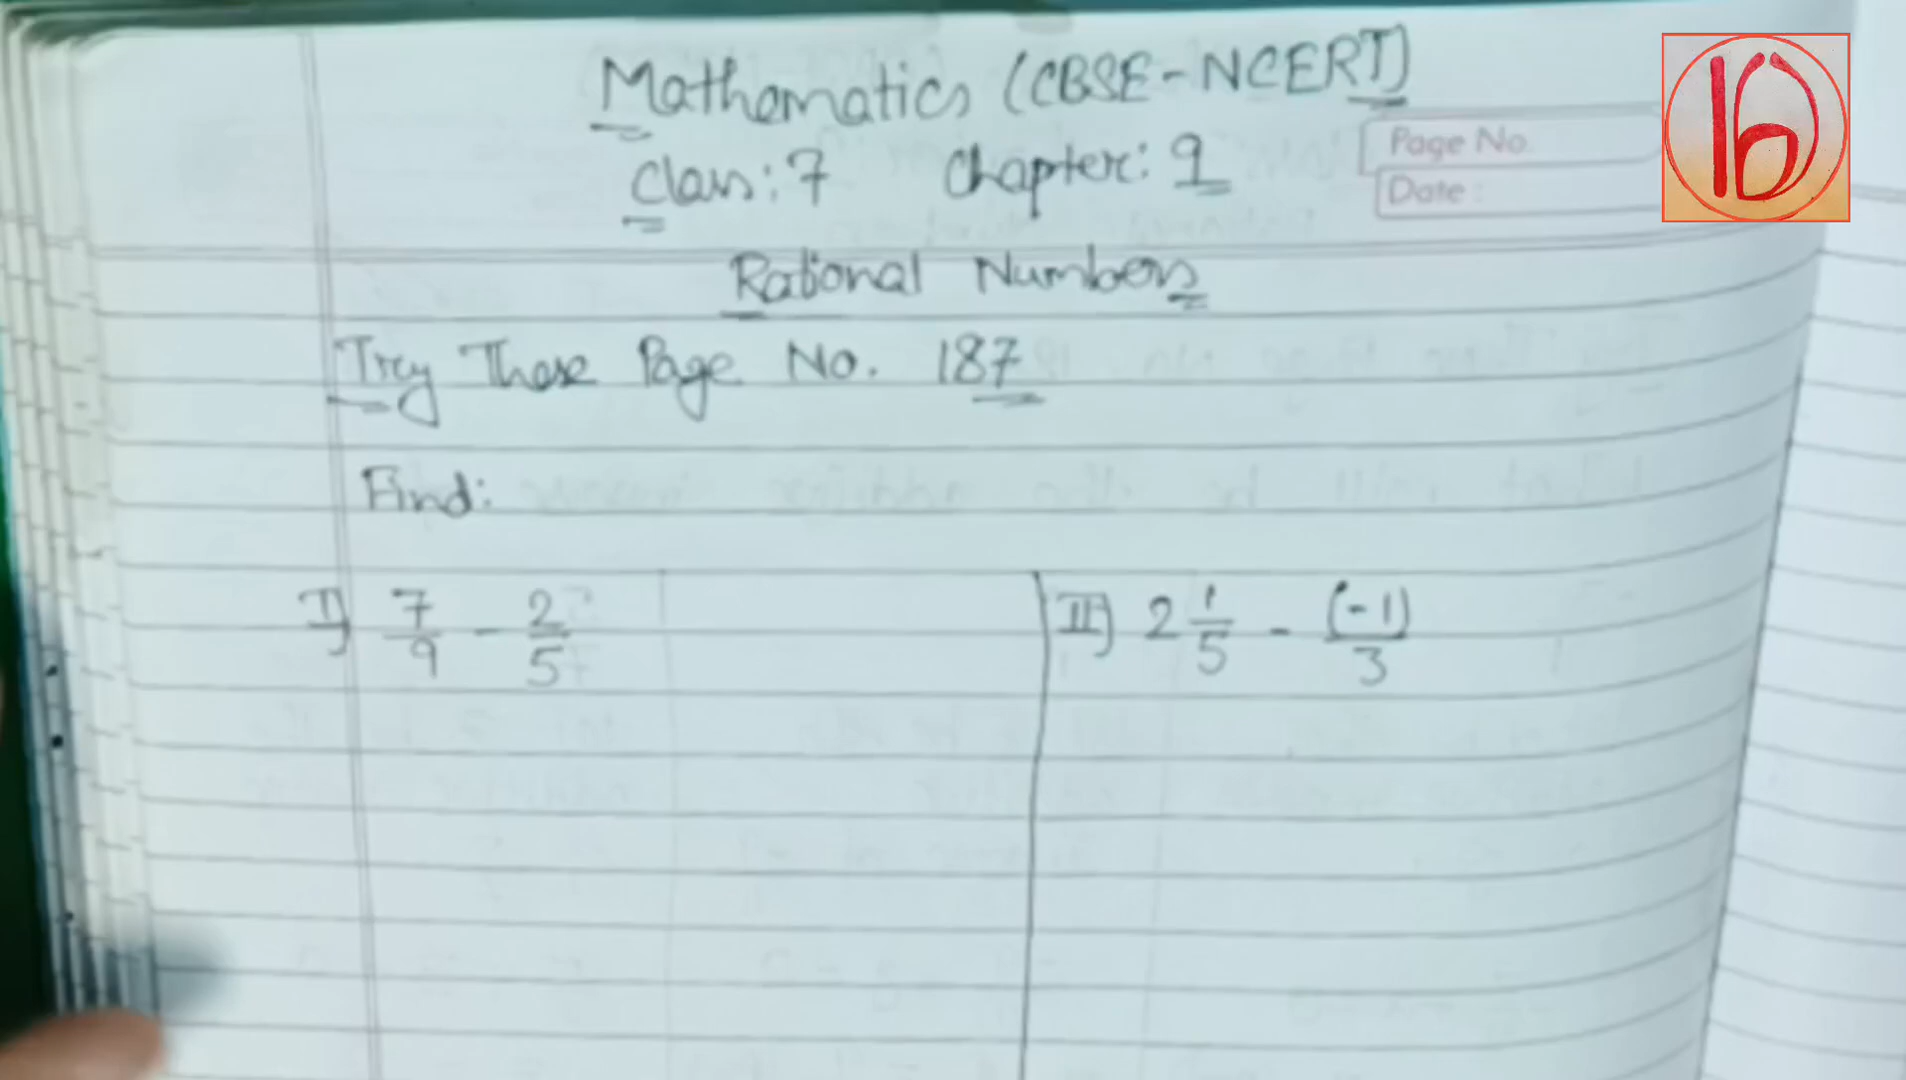 Mathematics (CBSE-NCERT)
Class: 7 Chapter: 9
Page No.
Date :
Rational Numbers
Try These Page No. 187
Find:
I) 7/9 - 2/5
II) 2 1/5 - (-1)/3